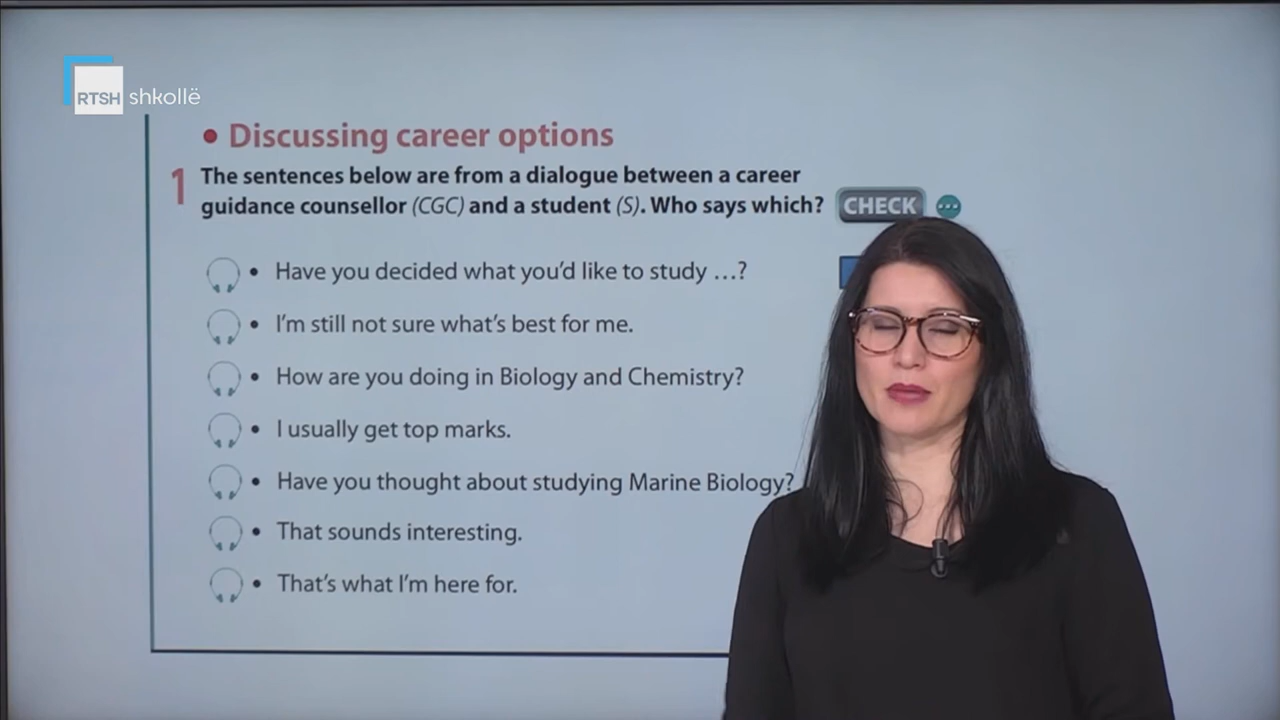 RTSH shkollë
• Discussing career options
1 The sentences below are from a dialogue between a career
guidance counsellor (CGC) and a student (S). Who says which?
CHECK
• Have you decided what you'd like to study ...?
• I'm still not sure what's best for me.
• How are you doing in Biology and Chemistry?
• I usually get top marks.
• Have you thought about studying Marine Biology?
• That sounds interesting.
• That's what I'm here for.